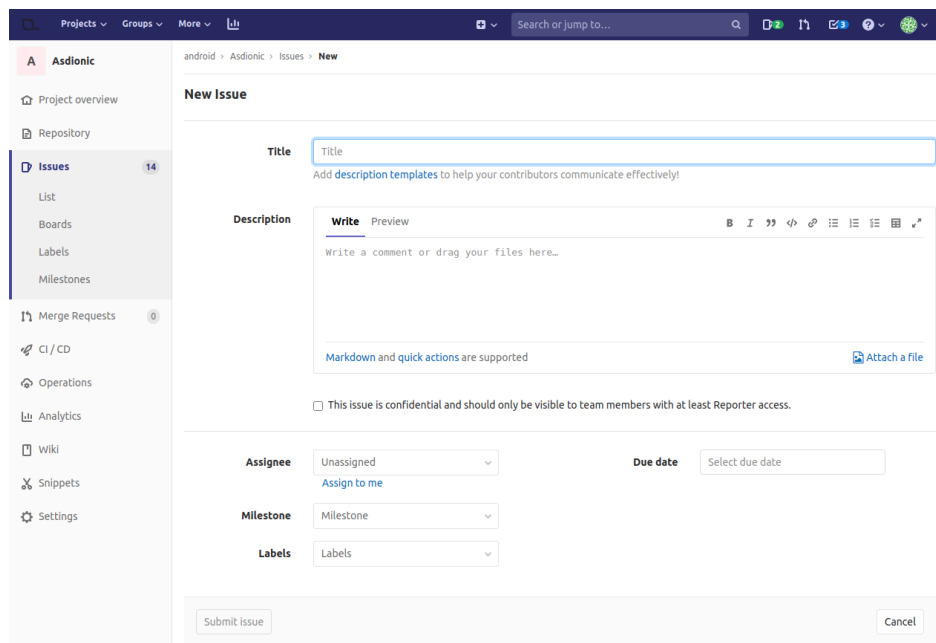 Projects Groups More Search or jump to... 2 3
A Asdionic
android > Asdionic > Issues > New
Project overview
Repository
Issues 14
List
Boards
Labels
Milestones
Merge Requests 0
CI / CD
Operations
Analytics
Wiki
Snippets
Settings
New Issue
Title Title
Add description templates to help your contributors communicate effectively!
Description Write Preview
Write a comment or drag your files here…
Markdown and quick actions are supported Attach a file
This issue is confidential and should only be visible to team members with at least Reporter access.
Assignee Unassigned Due date Select due date
Assign to me
Milestone Milestone
Labels Labels
Submit issue Cancel